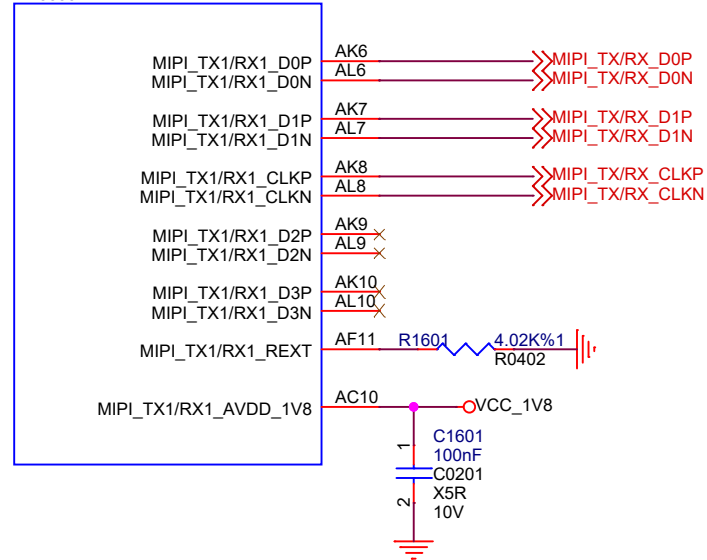 MIPI_TX1/RX1_D0P AK6 MIPI_TX/RX_D0P
MIPI_TX1/RX1_D0N AL6 MIPI_TX/RX_D0N
MIPI_TX1/RX1_D1P AK7 MIPI_TX/RX_D1P
MIPI_TX1/RX1_D1N AL7 MIPI_TX/RX_D1N
MIPI_TX1/RX1_CLKP AK8 MIPI_TX/RX_CLKP
MIPI_TX1/RX1_CLKN AL8 MIPI_TX/RX_CLKN
MIPI_TX1/RX1_D2P AK9
MIPI_TX1/RX1_D2N AL9
MIPI_TX1/RX1_D3P AK10
MIPI_TX1/RX1_D3N AL10
MIPI_TX1/RX1_REXT AF11 R1601 4.02K%1
R0402
MIPI_TX1/RX1_AVDD_1V8 AC10 VCC_1V8
1 C1601
100nF
C0201
X5R
2 10V